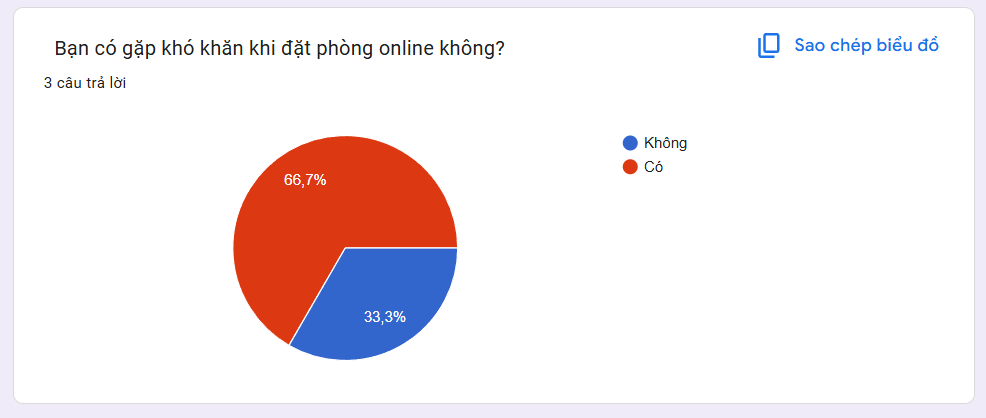 Bạn có gặp khó khăn khi đặt phòng online không?
Sao chép biểu đồ
3 câu trả lời
Không
Có
66,7%
33,3%